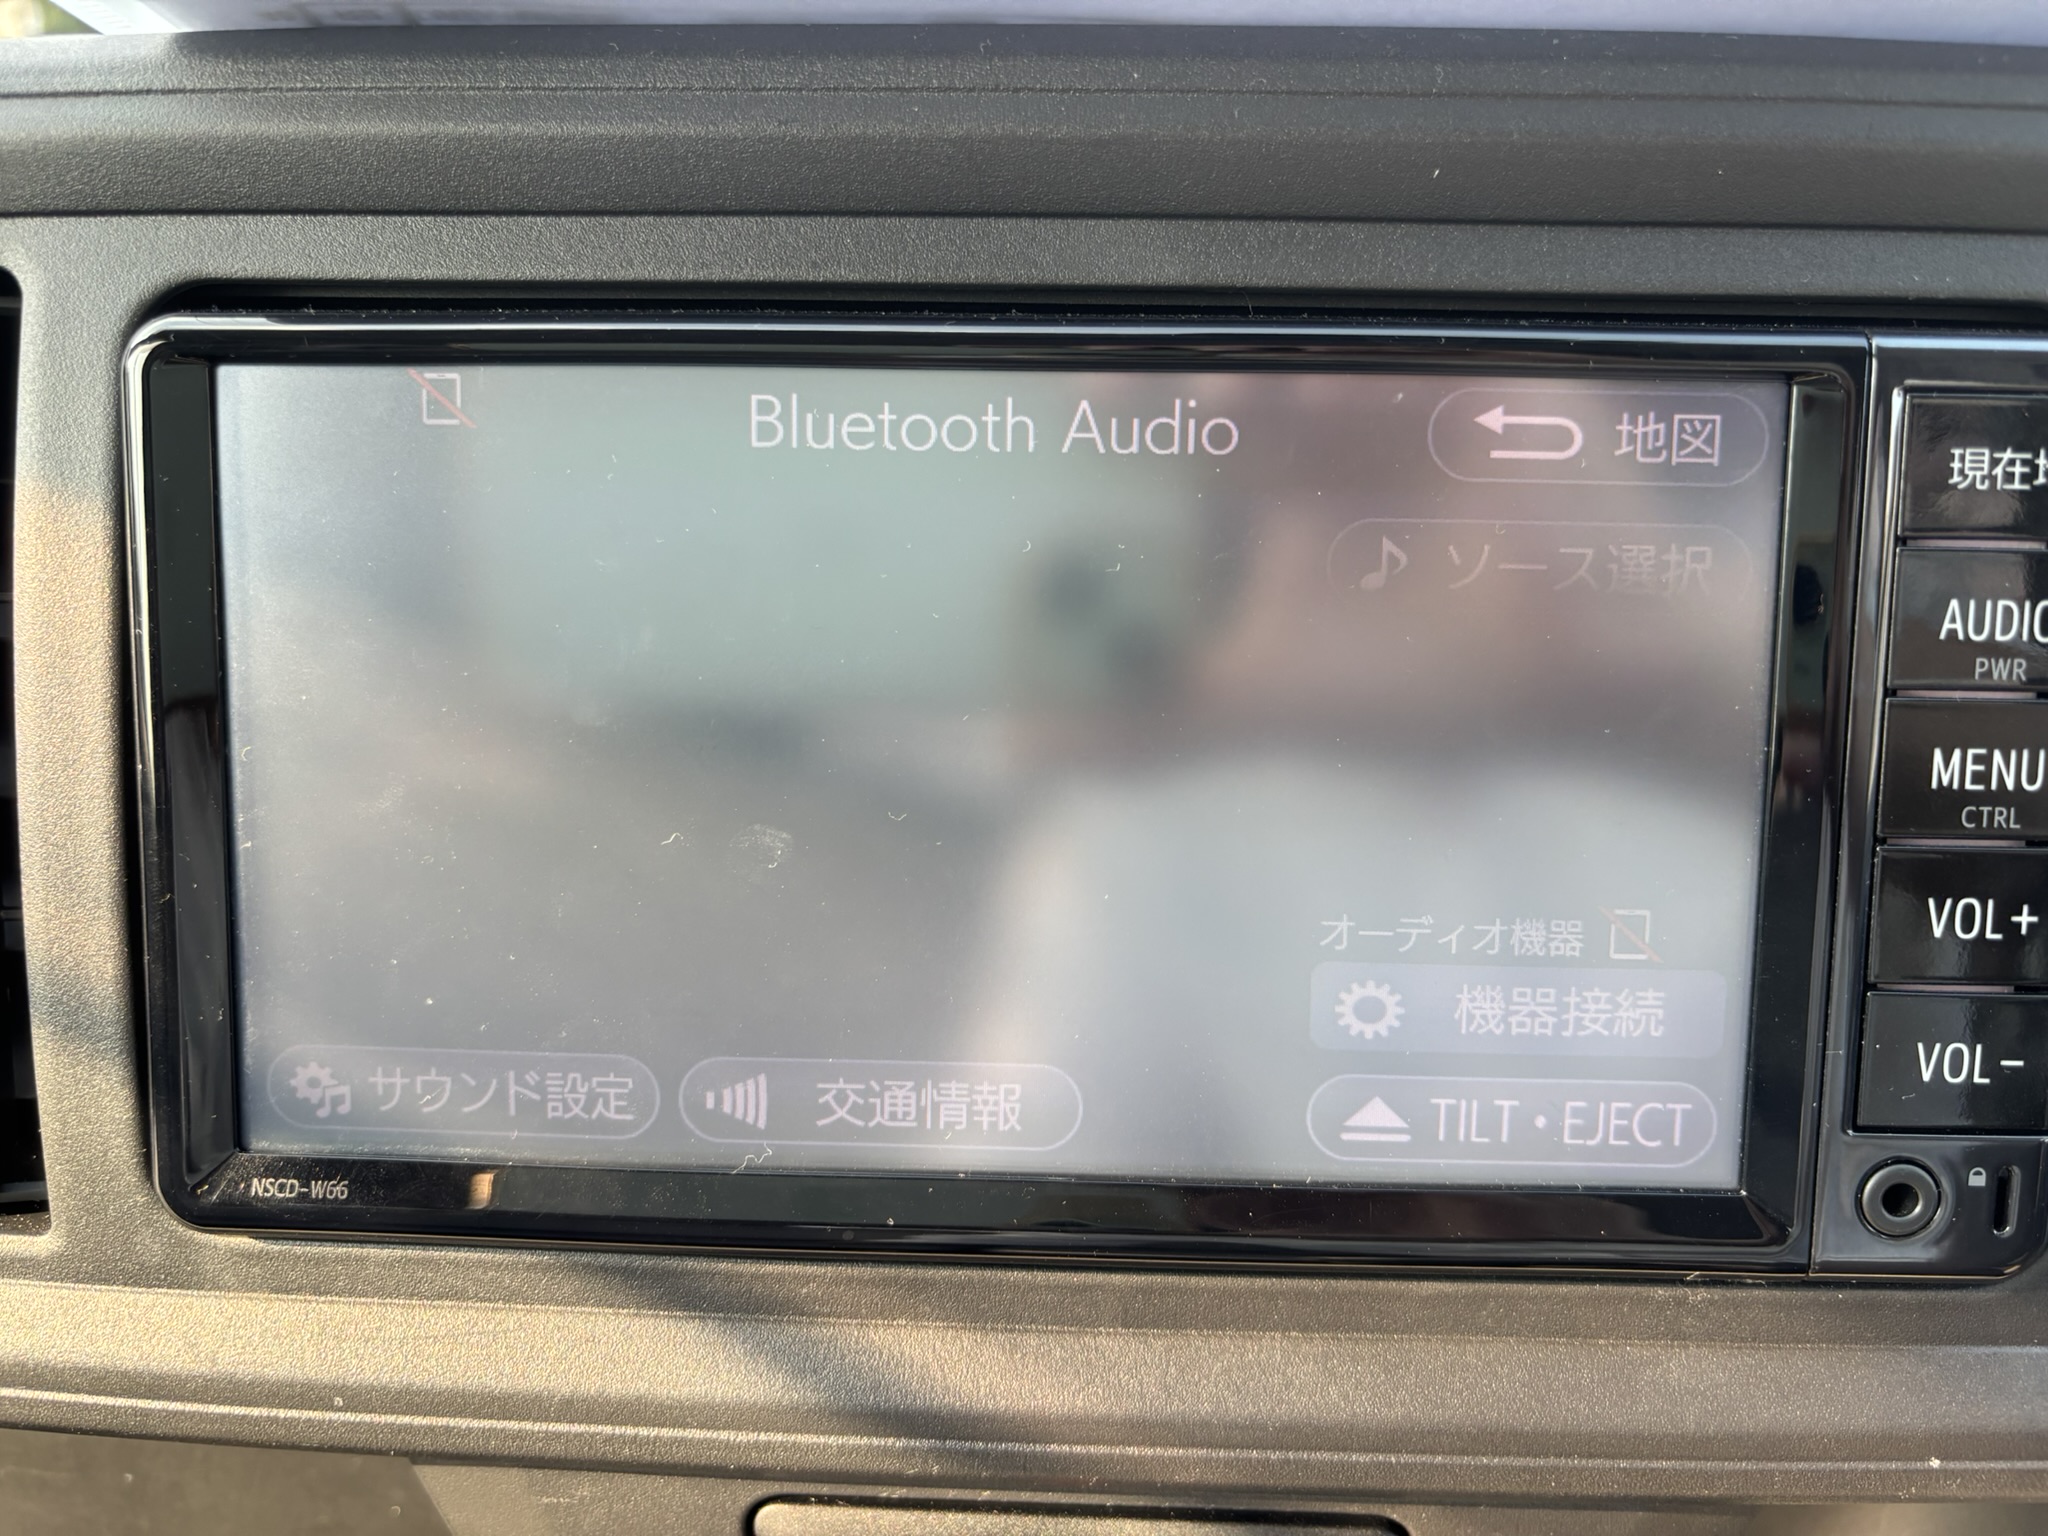 Bluetooth Audio
地図
ソース選択
オーディオ機器
機器接続
サウンド設定
交通情報
TILT・EJECT
NSCD-W66
現在地
AUDIO
PWR
MENU
CTRL
VOL+
VOL-